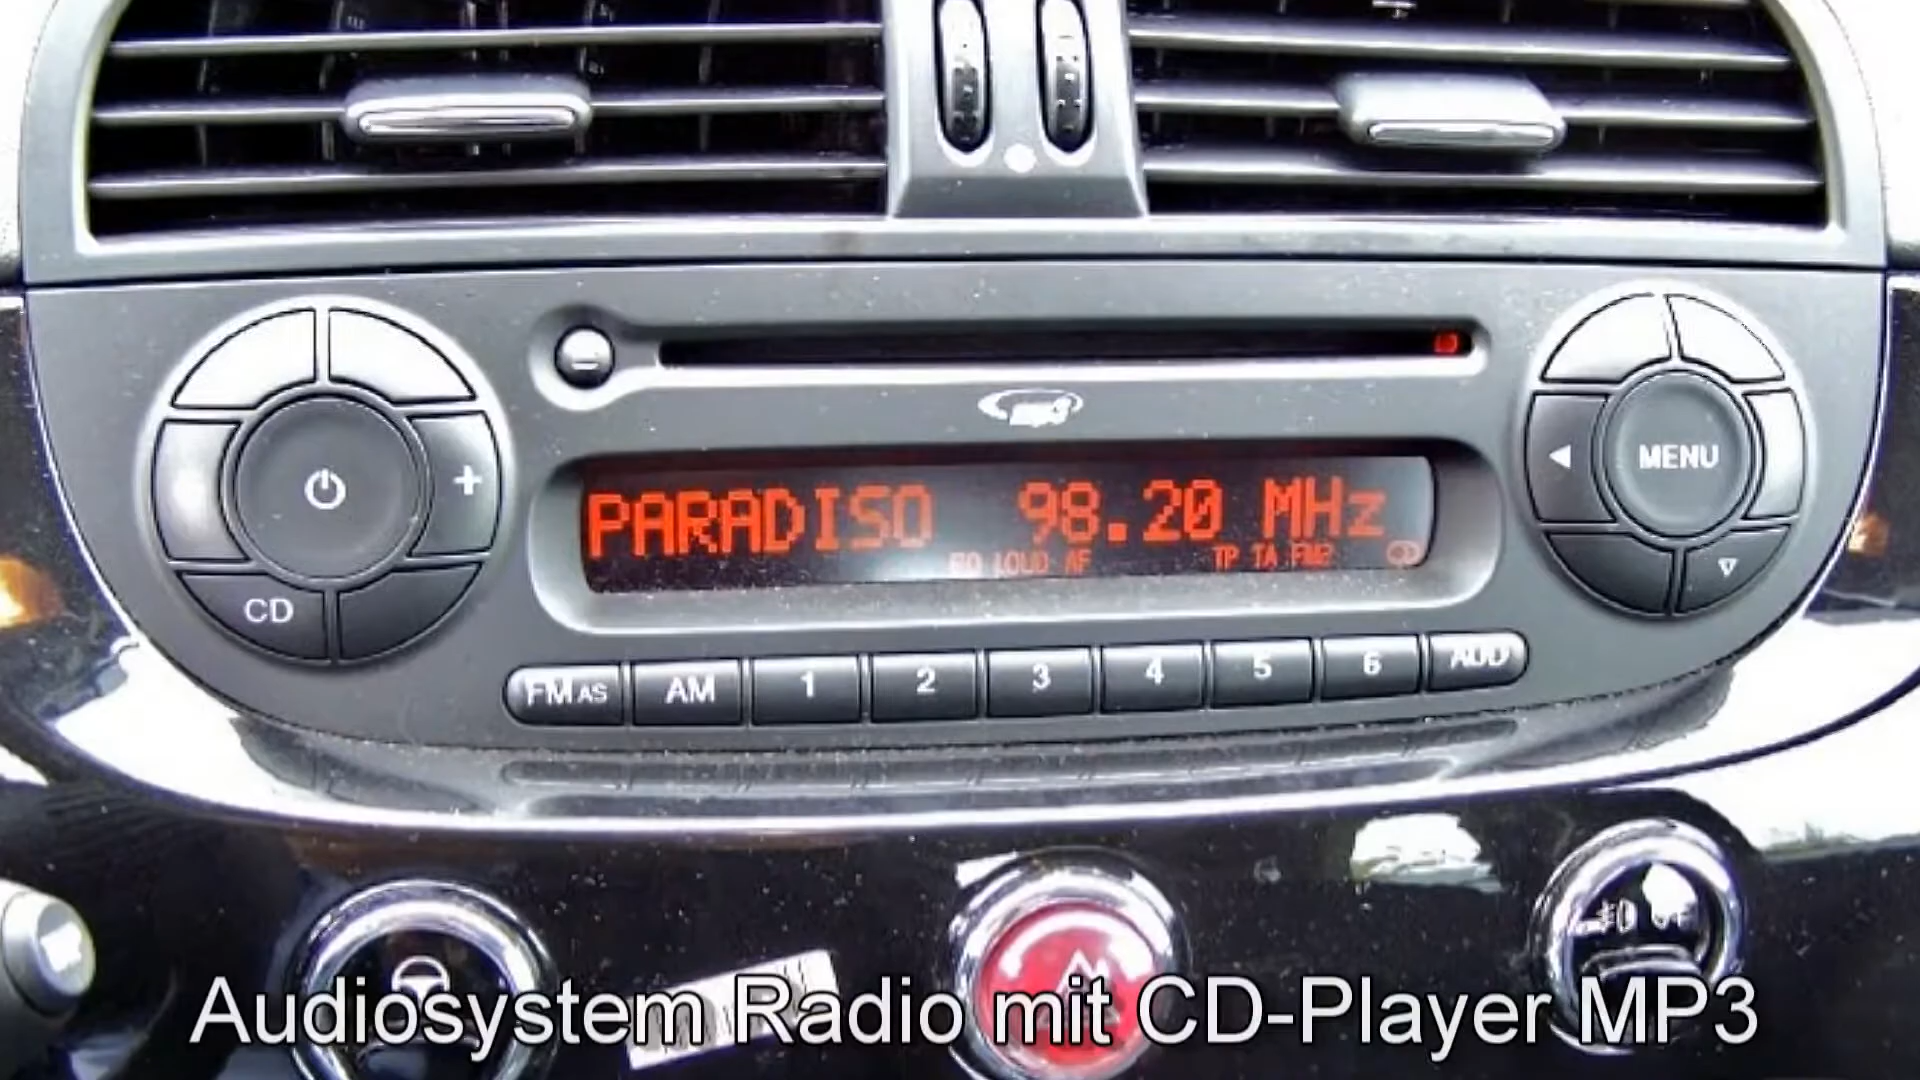 mp3
MENU
PARADISO 98.20 MHz
EQ LOUD AF TP TA FM2
CD
FM AS AM 1 2 3 4 5 6 AUD
Audiosystem Radio mit CD-Player MP3